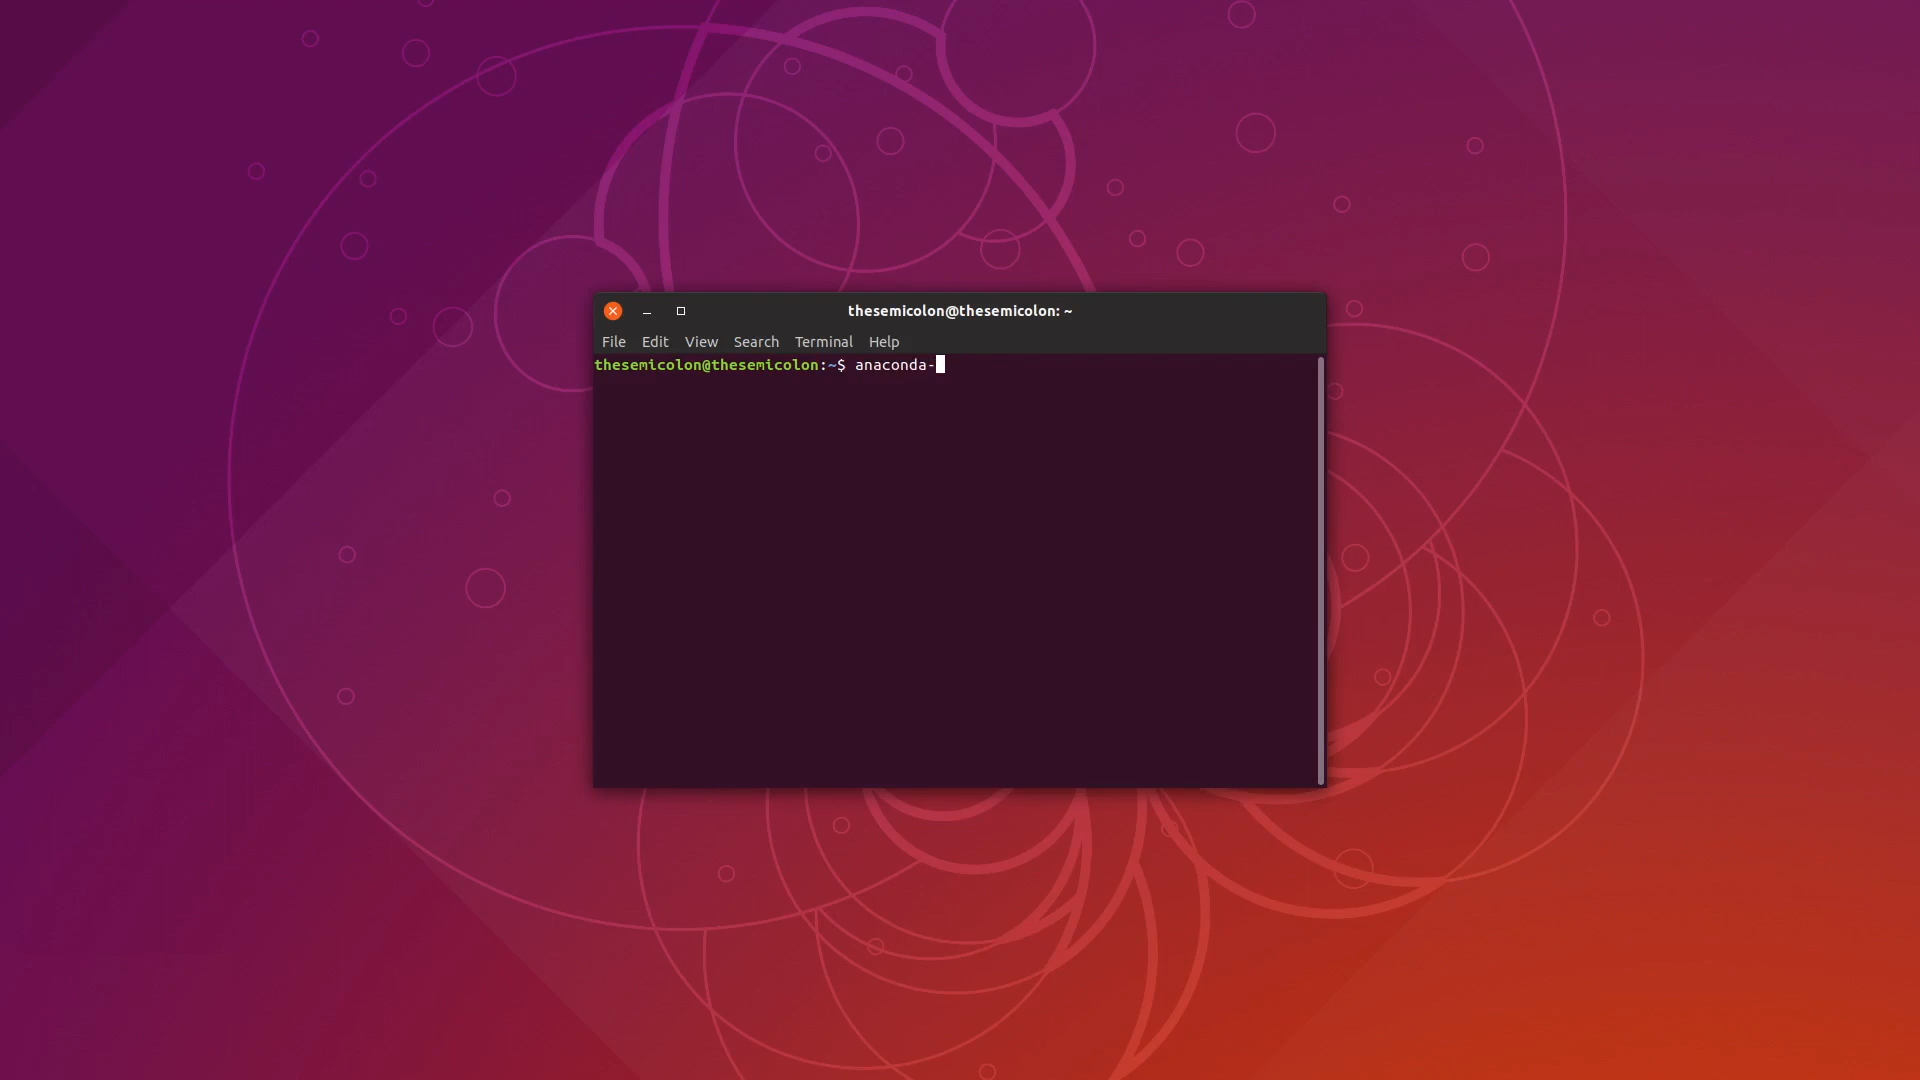 thesemicolon@thesemicolon: ~
File Edit View Search Terminal Help
thesemicolon@thesemicolon:~$ anaconda-